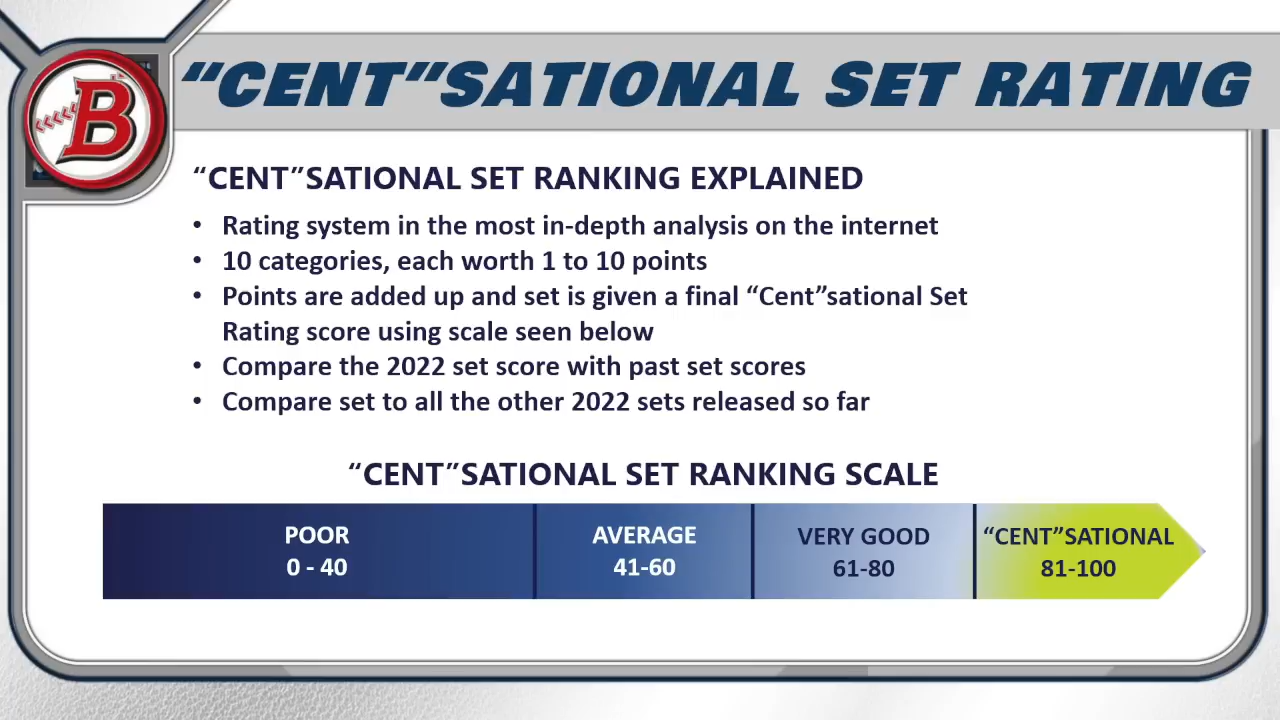 “CENT”SATIONAL SET RATING
B
“CENT”SATIONAL SET RANKING EXPLAINED
• Rating system in the most in-depth analysis on the internet
• 10 categories, each worth 1 to 10 points
• Points are added up and set is given a final “Cent”sational Set
Rating score using scale seen below
• Compare the 2022 set score with past set scores
• Compare set to all the other 2022 sets released so far
“CENT”SATIONAL SET RANKING SCALE
POOR
0 - 40
AVERAGE
41-60
VERY GOOD
61-80
“CENT”SATIONAL
81-100